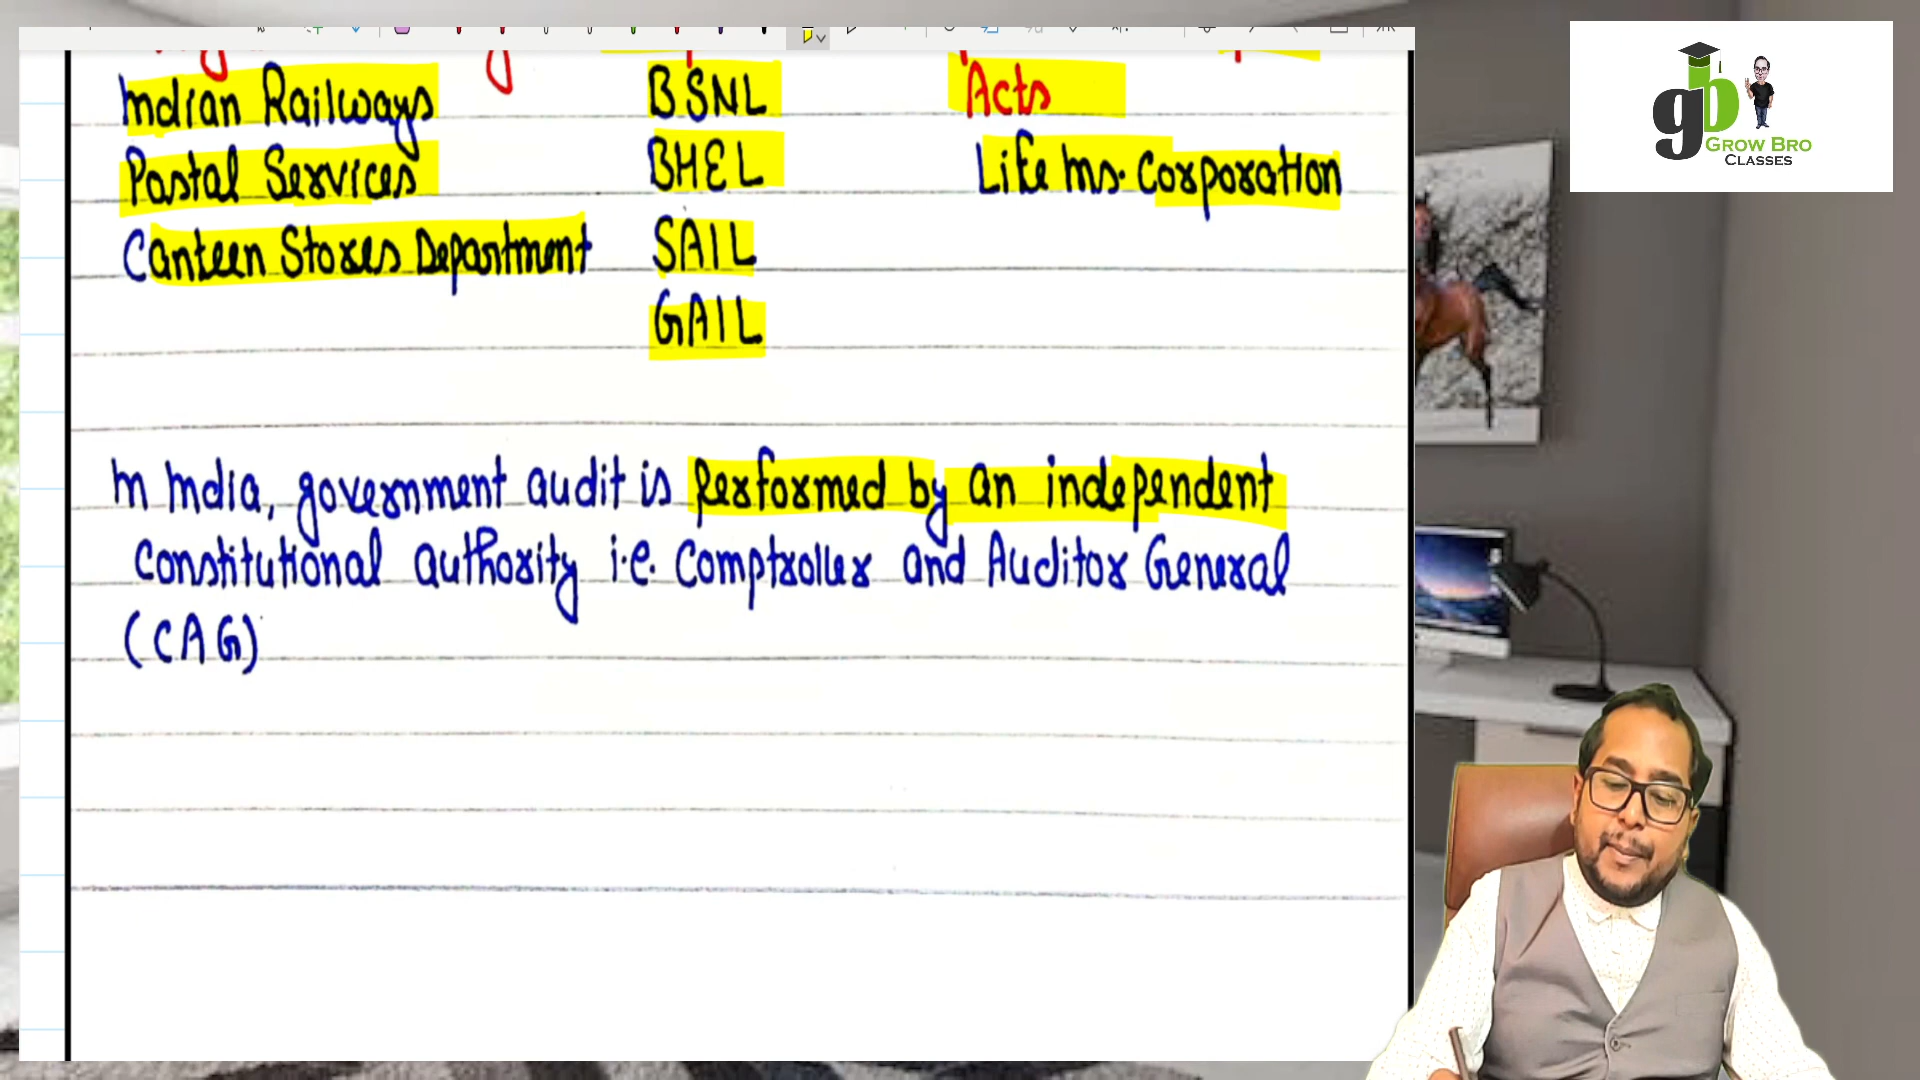 Indian Railways BSNL Acts
Postal Services BHEL Life Ins. Corporation
Canteen Stores Department SAIL
GAIL
In India, government audit is performed by an independent
Constitutional authority i.e. Comptroller and Auditor General
(CAG)
gb
GROW BRO
CLASSES